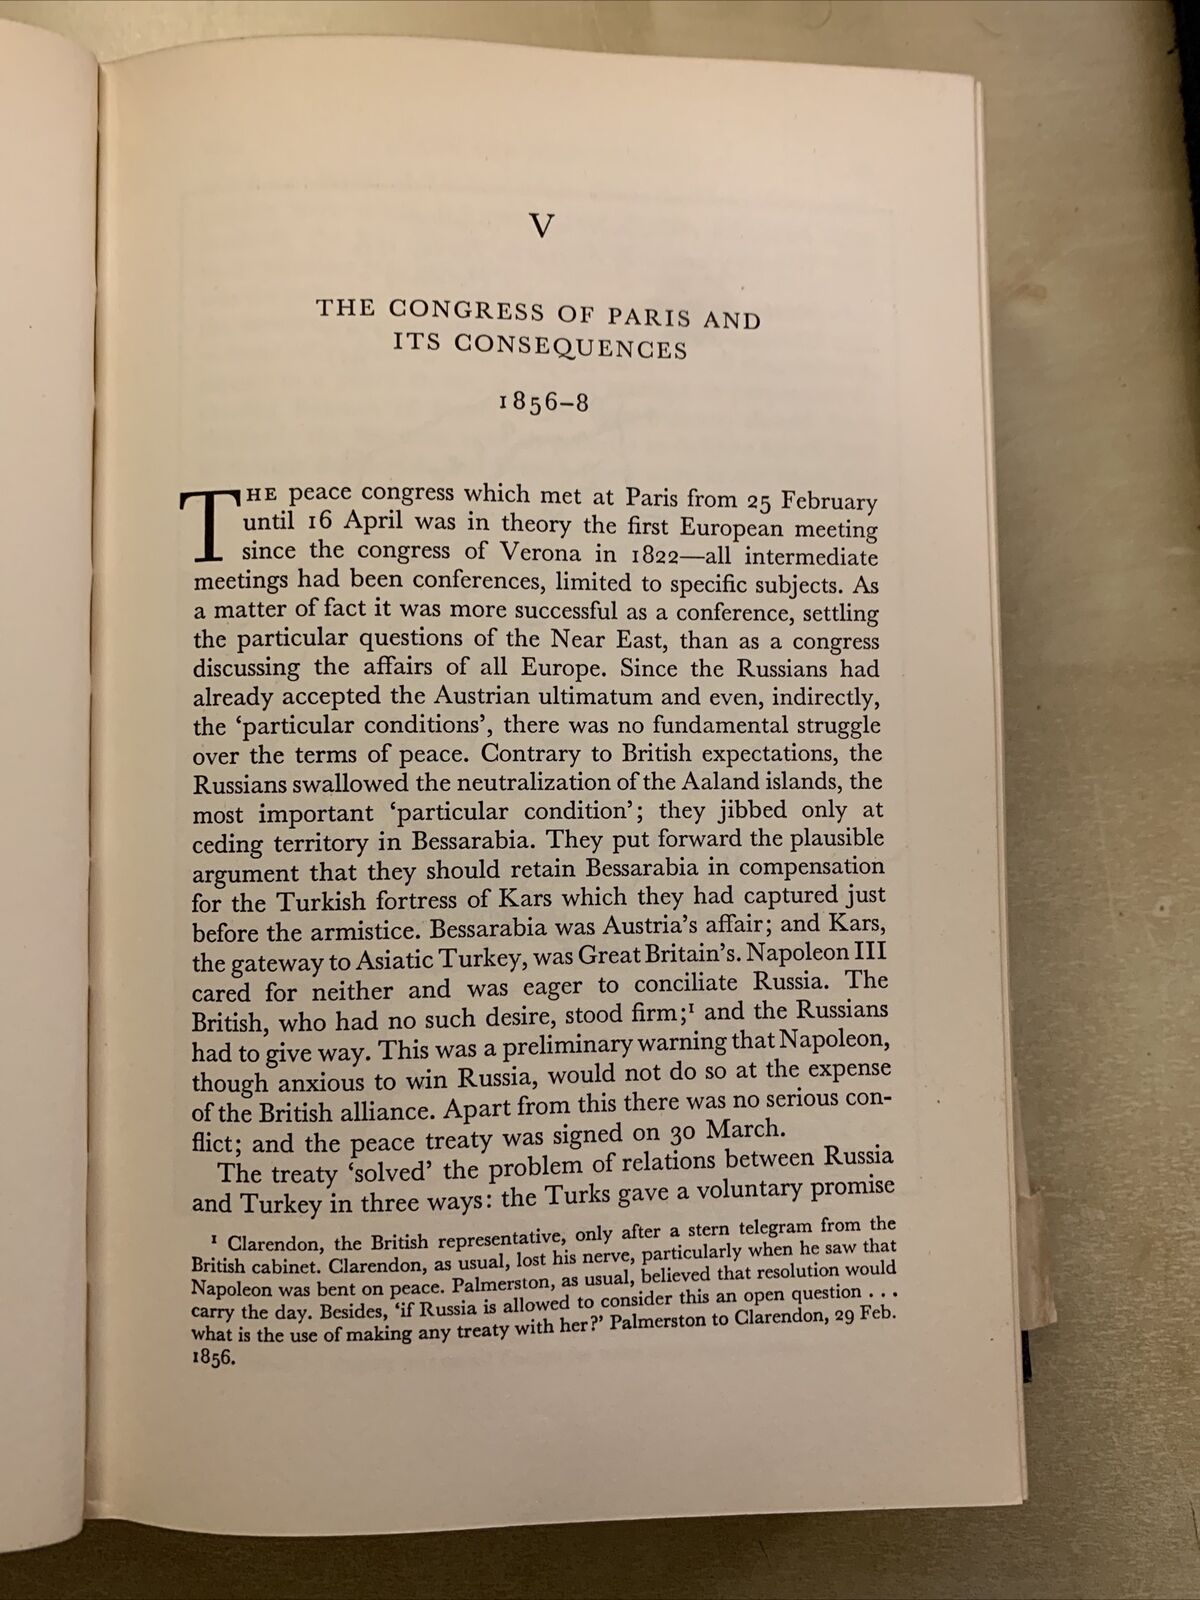 V
THE CONGRESS OF PARIS AND
ITS CONSEQUENCES
1856–8
THE peace congress which met at Paris from 25 February
until 16 April was in theory the first European meeting
since the congress of Verona in 1822—all intermediate
meetings had been conferences, limited to specific subjects. As
a matter of fact it was more successful as a conference, settling
the particular questions of the Near East, than as a congress
discussing the affairs of all Europe. Since the Russians had
already accepted the Austrian ultimatum and even, indirectly,
the ‘particular conditions’, there was no fundamental struggle
over the terms of peace. Contrary to British expectations, the
Russians swallowed the neutralization of the Aaland islands, the
most important ‘particular condition’; they jibbed only at
ceding territory in Bessarabia. They put forward the plausible
argument that they should retain Bessarabia in compensation
for the Turkish fortress of Kars which they had captured just
before the armistice. Bessarabia was Austria’s affair; and Kars,
the gateway to Asiatic Turkey, was Great Britain’s. Napoleon III
cared for neither and was eager to conciliate Russia. The
British, who had no such desire, stood firm;¹ and the Russians
had to give way. This was a preliminary warning that Napoleon,
though anxious to win Russia, would not do so at the expense
of the British alliance. Apart from this there was no serious con-
flict; and the peace treaty was signed on 30 March.
The treaty ‘solved’ the problem of relations between Russia
and Turkey in three ways: the Turks gave a voluntary promise
¹ Clarendon, the British representative, only after a stern telegram from the
British cabinet. Clarendon, as usual, lost his nerve, particularly when he saw that
Napoleon was bent on peace. Palmerston, as usual, believed that resolution would
carry the day. Besides, ‘if Russia is allowed to consider this an open question . . .
what is the use of making any treaty with her?’ Palmerston to Clarendon, 29 Feb.
1856.